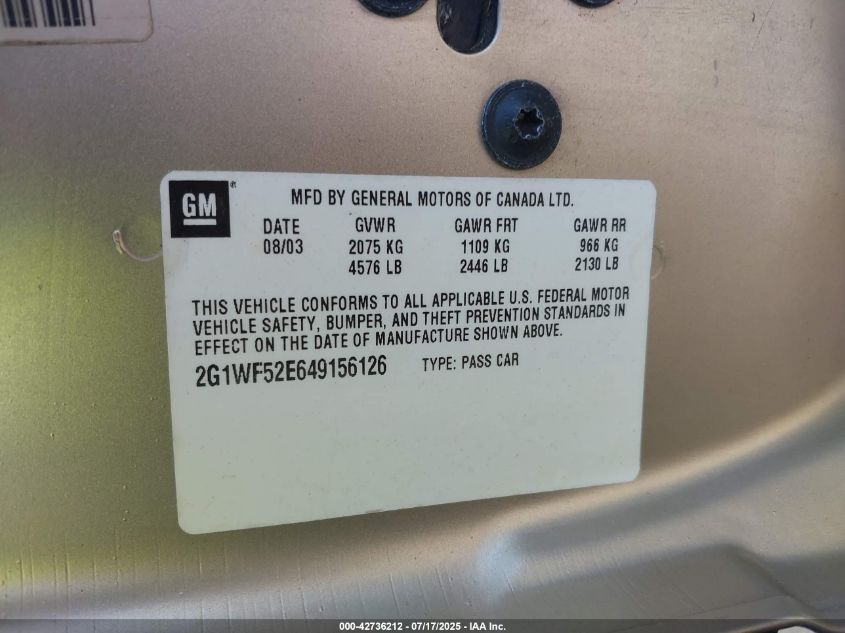 GM
MFD BY GENERAL MOTORS OF CANADA LTD.
DATE GVWR GAWR FRT GAWR RR
08/03 2075 KG 1109 KG 966 KG
4576 LB 2446 LB 2130 LB
THIS VEHICLE CONFORMS TO ALL APPLICABLE U.S. FEDERAL MOTOR
VEHICLE SAFETY, BUMPER, AND THEFT PREVENTION STANDARDS IN
EFFECT ON THE DATE OF MANUFACTURE SHOWN ABOVE.
2G1WF52E649156126 TYPE: PASS CAR
000-42736212 - 07/17/2025 - IAA Inc.